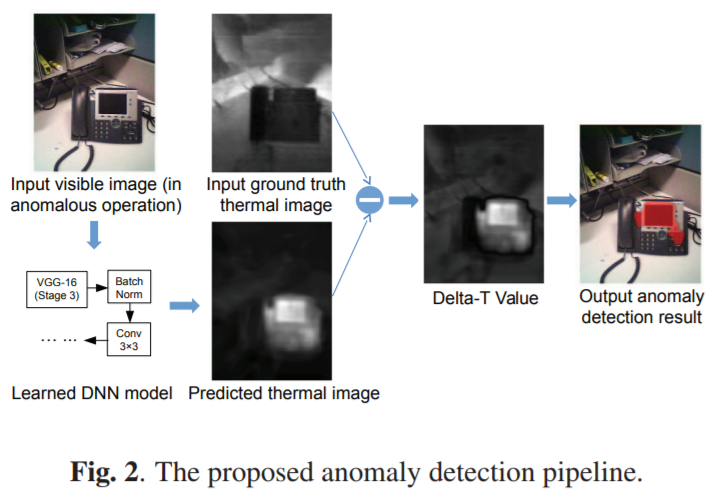 Input visible image (in
anomalous operation)
Input ground truth
thermal image
VGG-16
(Stage 3)
Batch
Norm
Conv
3×3
... ...
Learned DNN model
Predicted thermal image
Delta-T Value
Output anomaly
detection result
Fig. 2. The proposed anomaly detection pipeline.